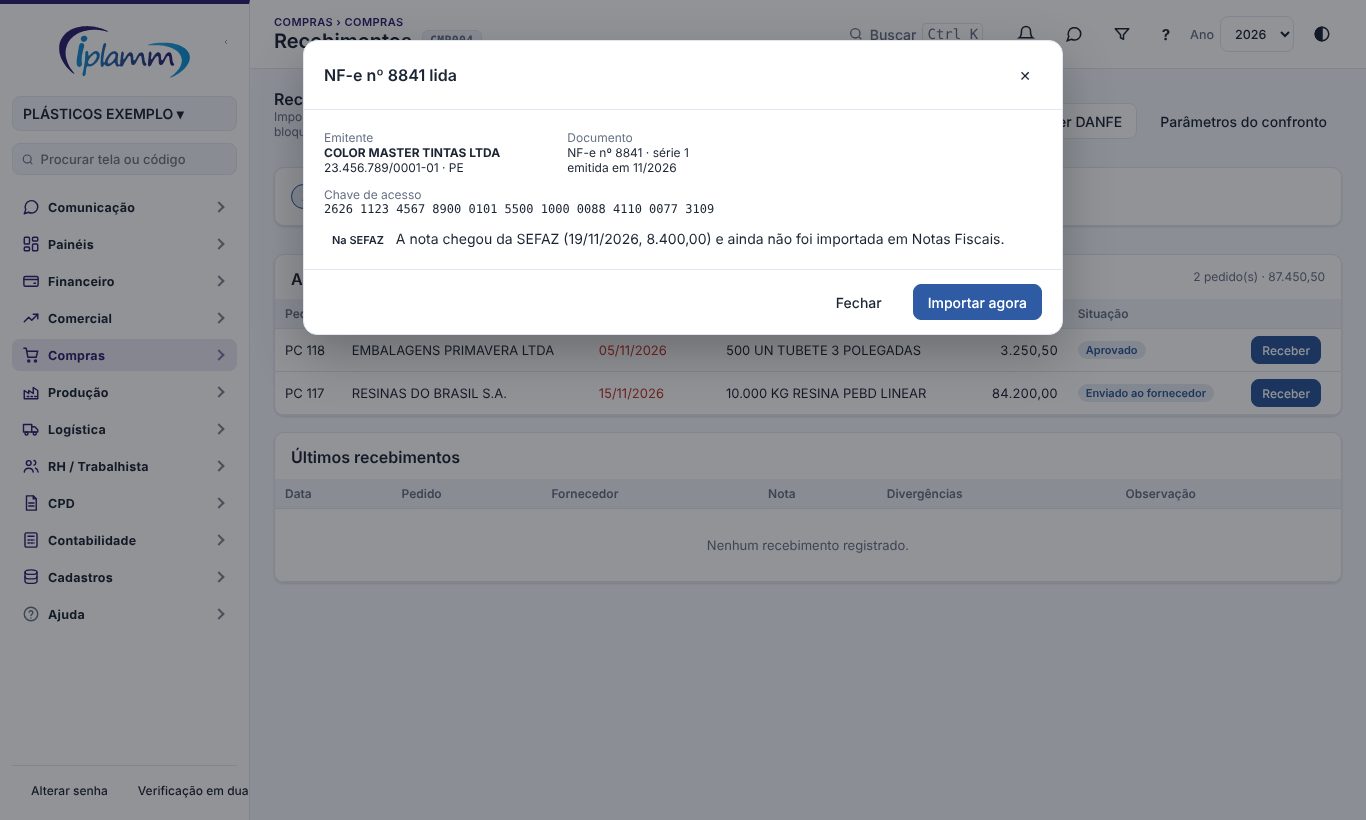 iplamm
PLÁSTICOS EXEMPLO ▾
Procurar tela ou código
Comunicação
Painéis
Financeiro
Comercial
Compras
Produção
Logística
RH / Trabalhista
CPD
Contabilidade
Cadastros
Ajuda
Alterar senha
Verificação em dua
COMPRAS › COMPRAS
Recebimentos CMP004
Buscar Ctrl K
? Ano 2026
NF-e nº 8841 lida ×
Emitente
COLOR MASTER TINTAS LTDA
23.456.789/0001-01 · PE
Documento
NF-e nº 8841 · série 1
emitida em 11/2026
Chave de acesso
2626 1123 4567 8900 0101 5500 1000 0088 4110 0077 3109
Na SEFAZ A nota chegou da SEFAZ (19/11/2026, 8.400,00) e ainda não foi importada em Notas Fiscais.
Fechar Importar agora
DANFE Parâmetros do confronto
2 pedido(s) · 87.450,50
Situação
PC 118 EMBALAGENS PRIMAVERA LTDA 05/11/2026 500 UN TUBETE 3 POLEGADAS 3.250,50 Aprovado Receber
PC 117 RESINAS DO BRASIL S.A. 15/11/2026 10.000 KG RESINA PEBD LINEAR 84.200,00 Enviado ao fornecedor Receber
Últimos recebimentos
Data Pedido Fornecedor Nota Divergências Observação
Nenhum recebimento registrado.